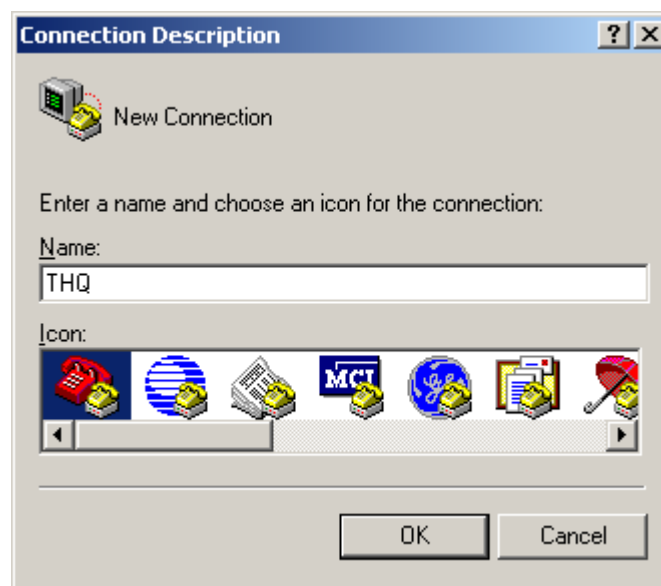 Connection Description
New Connection
Enter a name and choose an icon for the connection:
Name:
THQ
Icon:
MCI
OK Cancel